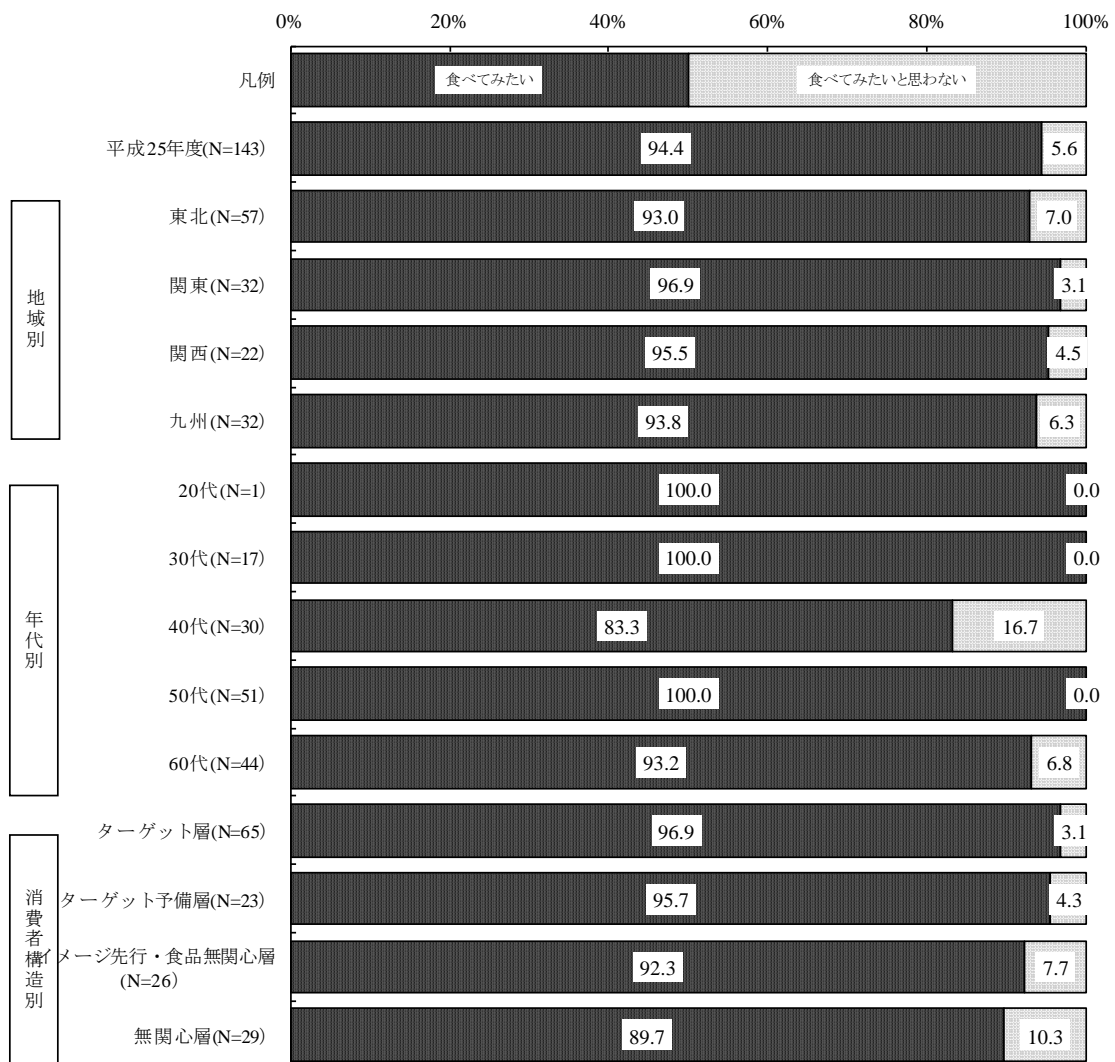 0% 20% 40% 60% 80% 100%
凡例 食べてみたい 食べてみたいと思わない
平成25年度(N=143) 94.4 5.6
地域別
東北(N=57) 93.0 7.0
関東(N=32) 96.9 3.1
関西(N=22) 95.5 4.5
九州(N=32) 93.8 6.3
年代別
20代(N=1) 100.0 0.0
30代(N=17) 100.0 0.0
40代(N=30) 83.3 16.7
50代(N=51) 100.0 0.0
60代(N=44) 93.2 6.8
消費者構造別
ターゲット層(N=65) 96.9 3.1
ターゲット予備層(N=23) 95.7 4.3
イメージ先行・食品無関心層
(N=26) 92.3 7.7
無関心層(N=29) 89.7 10.3